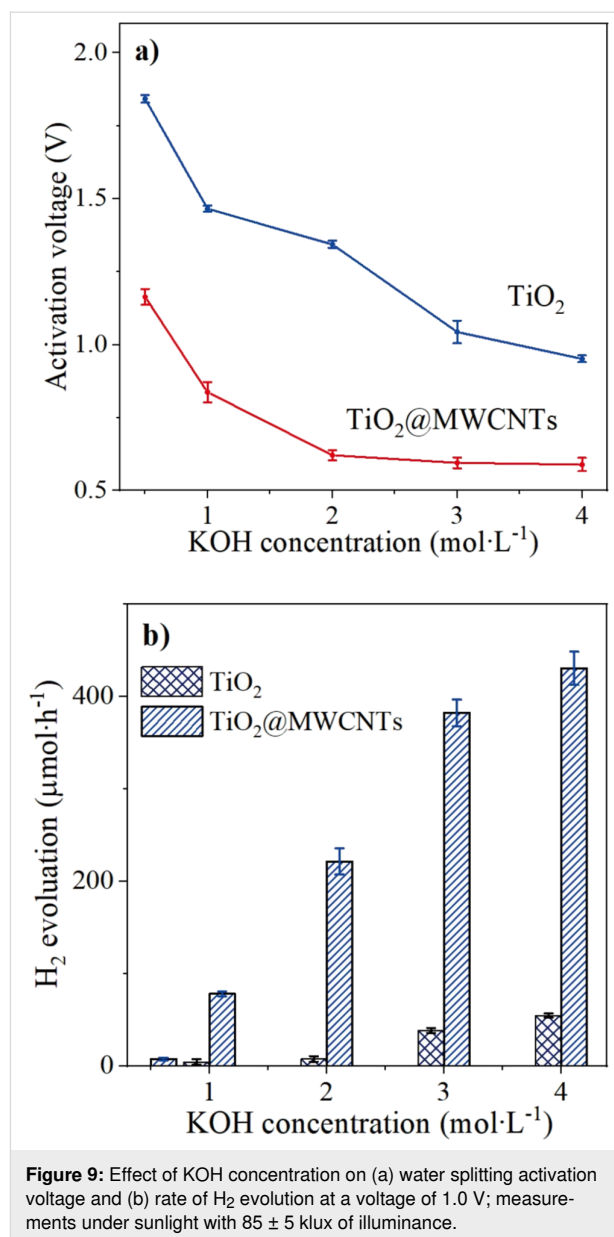 a)
2.0
1.5
1.0
0.5
Activation voltage (V)
TiO₂
TiO₂@MWCNTs
1 2 3 4
KOH concentration (mol·L⁻¹)
b)
TiO₂
TiO₂@MWCNTs
400
200
0
H₂ evoluation (μmol·h⁻¹)
1 2 3 4
KOH concentration (mol·L⁻¹)
Figure 9: Effect of KOH concentration on (a) water splitting activation
voltage and (b) rate of H₂ evolution at a voltage of 1.0 V; measure-
ments under sunlight with 85 ± 5 klux of illuminance.